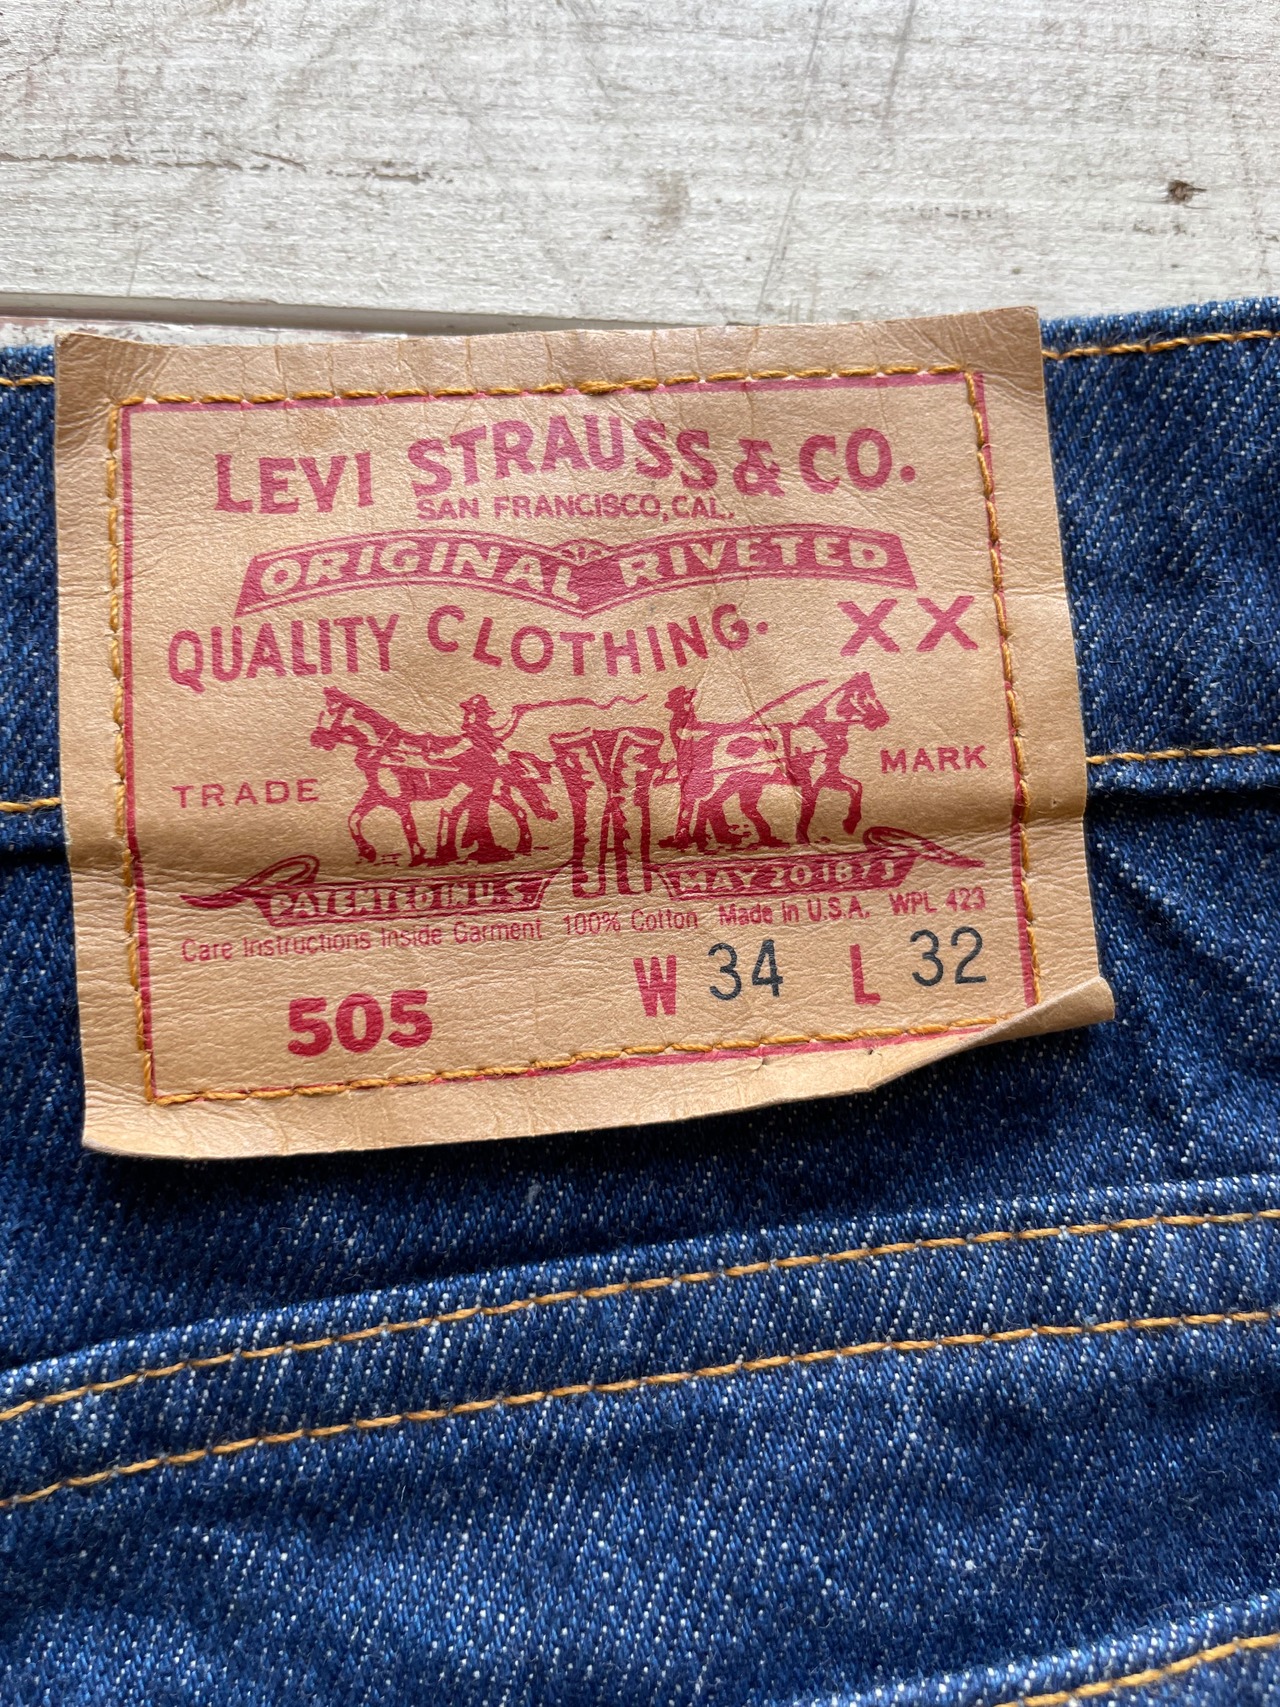 LEVI STRAUSS & CO.
SAN FRANCISCO, CAL.
ORIGINAL RIVETED
QUALITY CLOTHING. XX
TRADE MARK
PATENTED IN U.S. MAY 20 1873
Care Instructions Inside Garment 100% Cotton Made in U.S.A. WPL 423
505 W 34 L 32